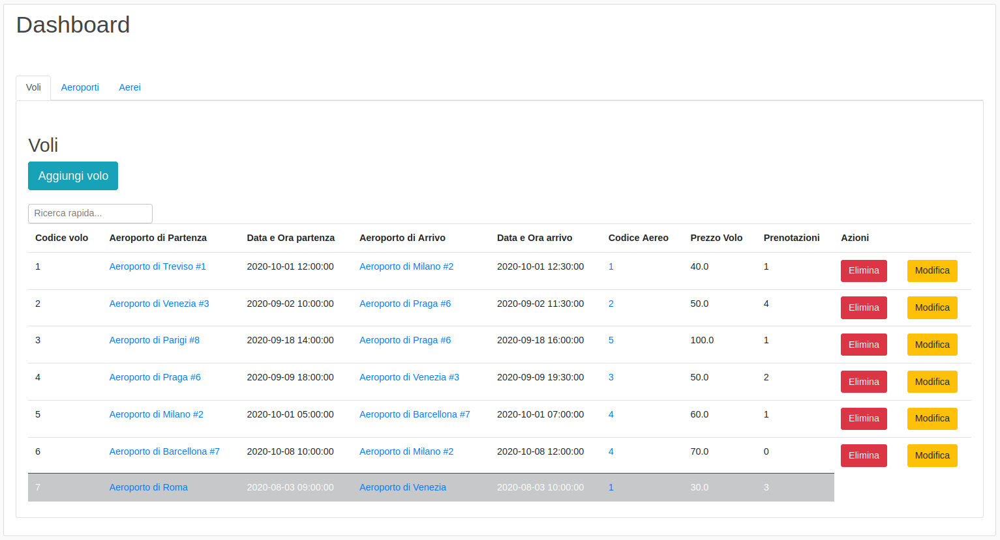 Dashboard
Voli Aeroporti Aerei
Voli
Aggiungi volo
Ricerca rapida...
Codice volo Aeroporto di Partenza Data e Ora partenza Aeroporto di Arrivo Data e Ora arrivo Codice Aereo Prezzo Volo Prenotazioni Azioni
1 Aeroporto di Treviso #1 2020-10-01 12:00:00 Aeroporto di Milano #2 2020-10-01 12:30:00 1 40.0 1 Elimina Modifica
2 Aeroporto di Venezia #3 2020-09-02 10:00:00 Aeroporto di Praga #6 2020-09-02 11:30:00 2 50.0 4 Elimina Modifica
3 Aeroporto di Parigi #8 2020-09-18 14:00:00 Aeroporto di Praga #6 2020-09-18 16:00:00 5 100.0 1 Elimina Modifica
4 Aeroporto di Praga #6 2020-09-09 18:00:00 Aeroporto di Venezia #3 2020-09-09 19:30:00 3 50.0 2 Elimina Modifica
5 Aeroporto di Milano #2 2020-10-01 05:00:00 Aeroporto di Barcellona #7 2020-10-01 07:00:00 4 60.0 1 Elimina Modifica
6 Aeroporto di Barcellona #7 2020-10-08 10:00:00 Aeroporto di Milano #2 2020-10-08 12:00:00 4 70.0 0 Elimina Modifica
7 Aeroporto di Roma 2020-08-03 09:00:00 Aeroporto di Venezia 2020-08-03 10:00:00 1 30.0 3